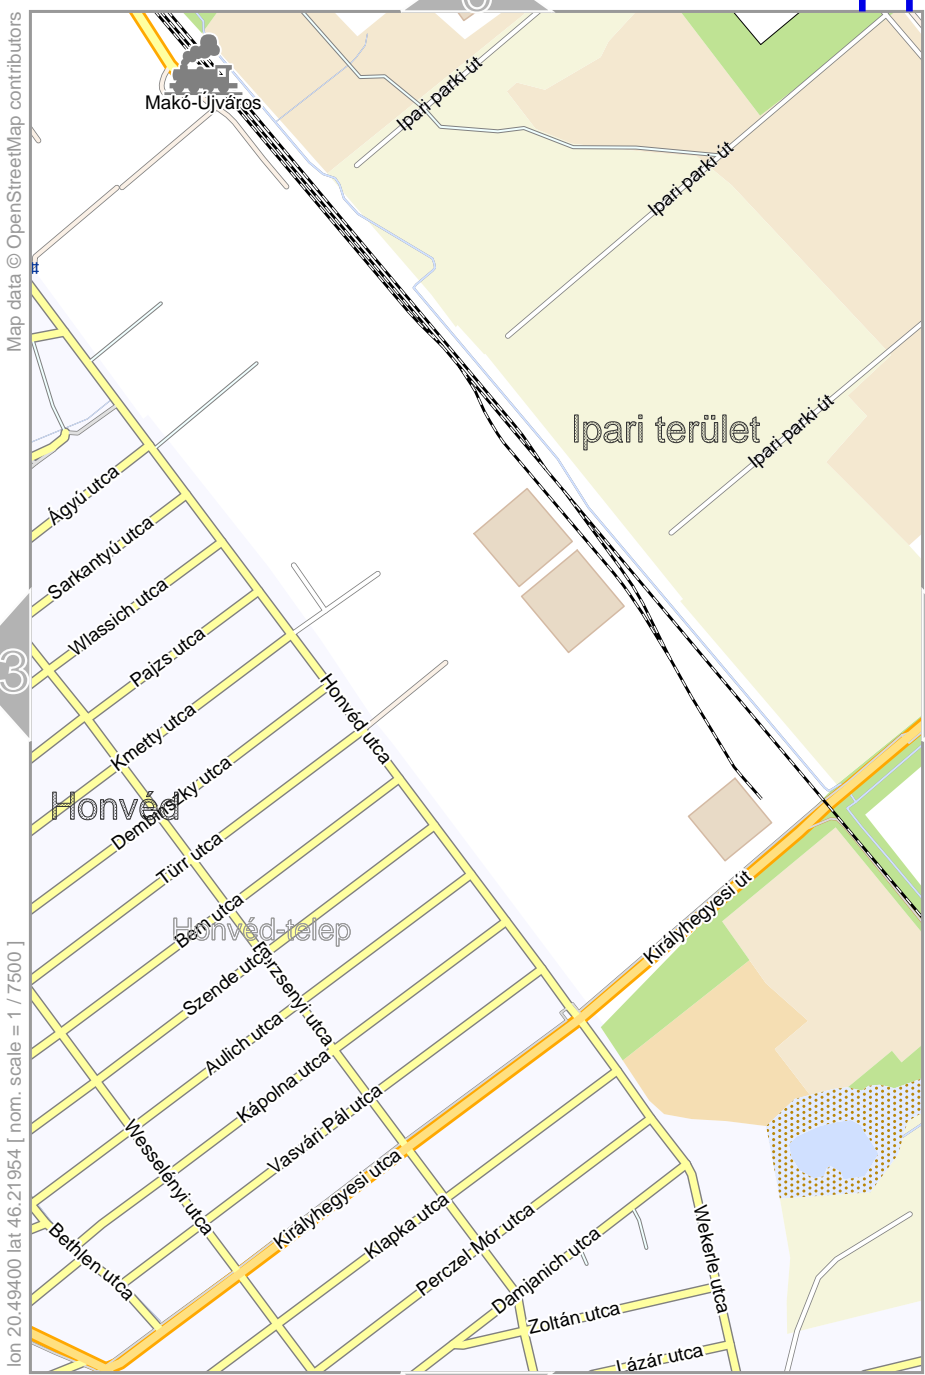 Map data © OpenStreetMap contributors
Makó-Újváros
Ipari parki út
Ipari parki út
Ipari terület
Ipari parki út
Ágyú utca
Sarkantyú utca
Wlassich utca
Pajzs utca
3
Honvéd utca
Kmetty utca
Dembinszky utca
Honvéd
Türr utca
Bem utca
Honvéd-telep
Királyhegyesi út
Szende utca
Berzsenyi utca
Aulich utca
Kápolna utca
Vasvári Pál utca
Wesselényi utca
Királyhegyesi utca
Klapka utca
Perczel Mór utca
Bethlen utca
Damjanich utca
Wekerle utca
Zoltán utca
Lázár utca
lon 20.49400 lat 46.21954 [ nom. scale = 1 / 7500 ]